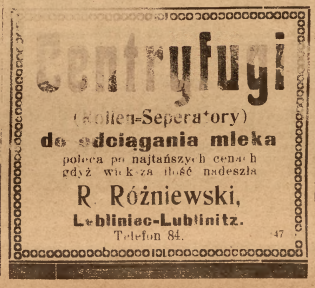 Centryfugi
(Rollen=Seperatory)
do odciągania mleka
poleca po najtańszych cenach
gdyż większa ilość nadeszła
R. Różniewski,
Lubliniec-Lublinitz.
Telefon 84.
47